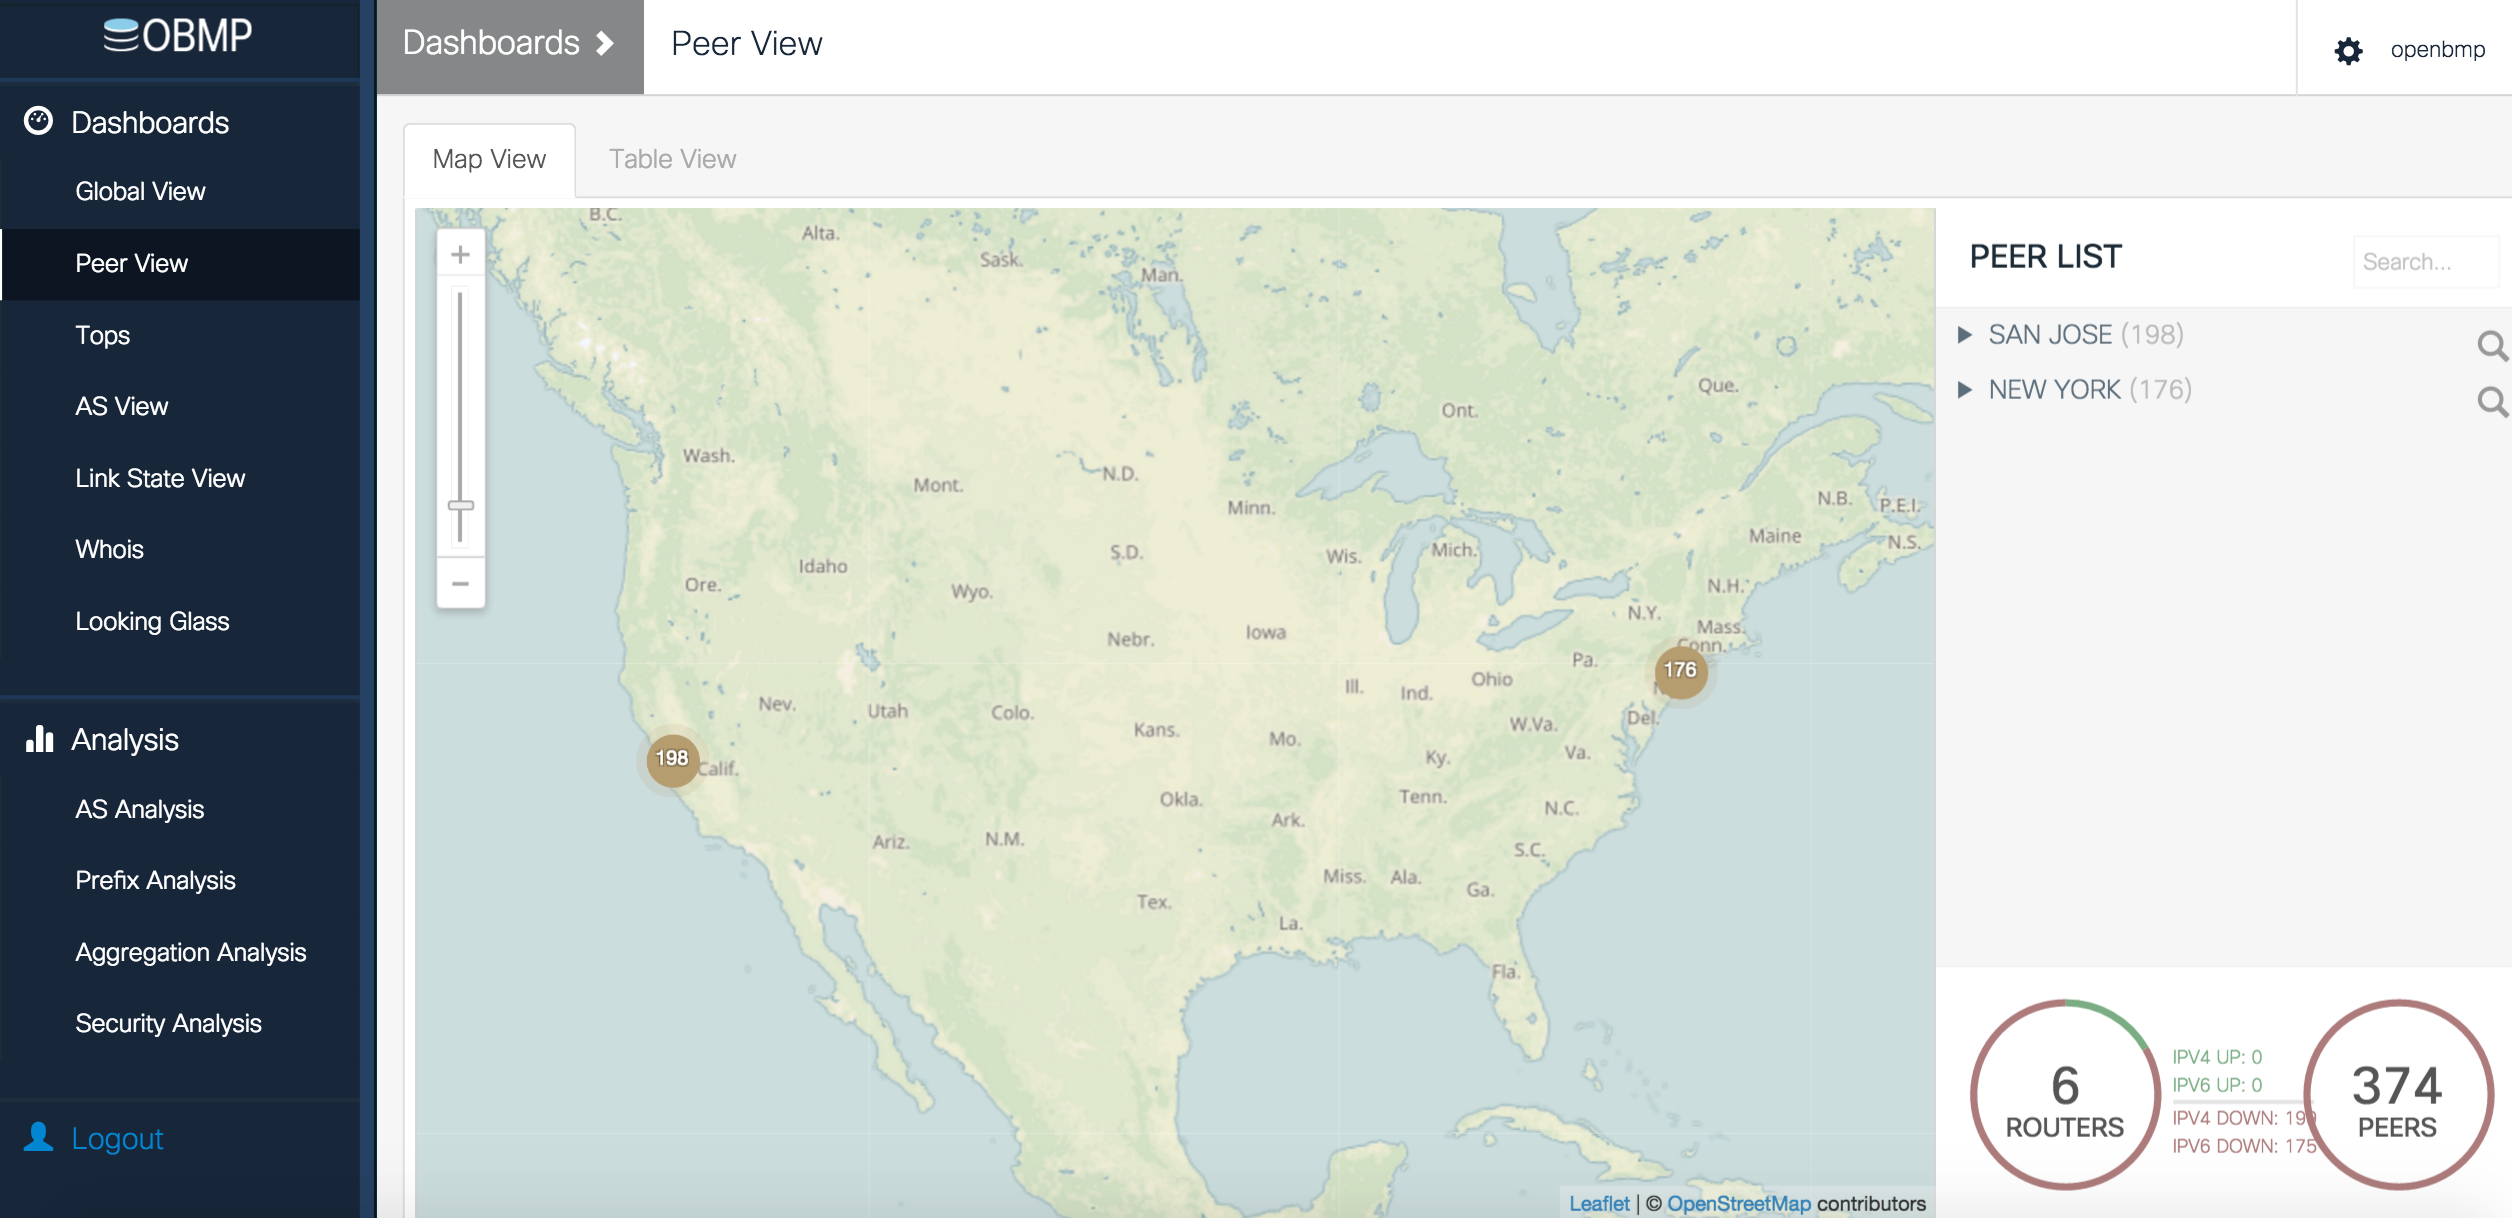 OBMP
Dashboards
Global View
Peer View
Tops
AS View
Link State View
Whois
Looking Glass
Analysis
AS Analysis
Prefix Analysis
Aggregation Analysis
Security Analysis
Logout
Dashboards
Peer View
openbmp
Map View
Table View
B.C.
Alta.
Sask.
Man.
Que.
Ont.
Wash.
Mont.
N.D.
Minn.
N.B.
P.E.I.
Maine
N.S.
Ore.
Idaho
Wyo.
S.D.
Wis.
Mich.
N.H.
N.Y.
Mass.
Conn.
Nebr.
Iowa
Pa.
176
Nev.
Utah
Colo.
Ill.
Ind.
Ohio
Kans.
Mo.
W.Va.
Del.
198
Calif.
Ky.
Va.
Okla.
Ark.
Tenn.
N.C.
Ariz.
N.M.
S.C.
Tex.
Miss.
Ala.
Ga.
La.
Fla.
Leaflet | © OpenStreetMap contributors
PEER LIST
Search...
SAN JOSE (198)
NEW YORK (176)
6
ROUTERS
IPV4 UP: 0
IPV6 UP: 0
IPV4 DOWN:
IPV6 DOWN: 175
374
PEERS